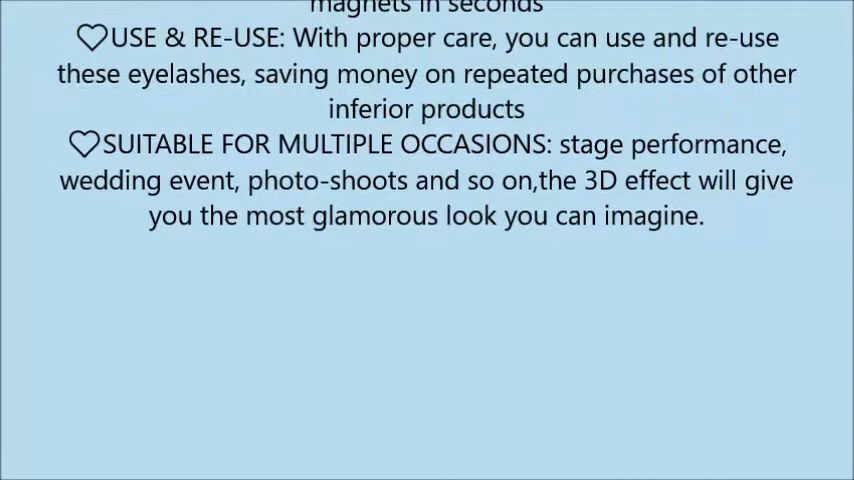 magnets in seconds
♡USE & RE-USE: With proper care, you can use and re-use
these eyelashes, saving money on repeated purchases of other
inferior products
♡SUITABLE FOR MULTIPLE OCCASIONS: stage performance,
wedding event, photo-shoots and so on,the 3D effect will give
you the most glamorous look you can imagine.